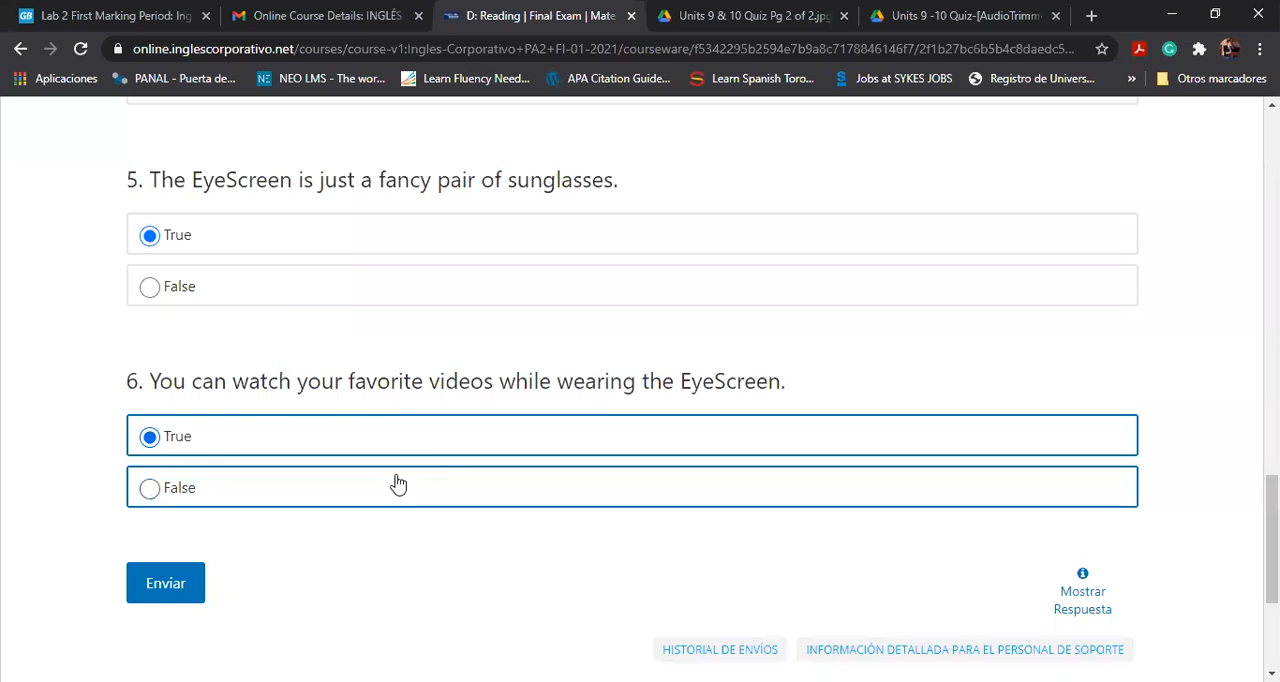 Lab 2 First Marking Period: Ing
Online Course Details: INGLÉS
D: Reading | Final Exam | Mate
Units 9 & 10 Quiz Pg 2 of 2.jpg
Units 9 -10 Quiz-[AudioTrimm
online.inglescorporativo.net/courses/course-v1:Ingles-Corporativo+PA2+FI-01-2021/courseware/f5342295b2594e7b9a8c7178846146f7/2f1b27bc6b5b4c8daedc5...
Aplicaciones
PANAL - Puerta de...
NEO LMS - The wor...
Learn Fluency Need...
APA Citation Guide...
Learn Spanish Toro...
Jobs at SYKES JOBS
Registro de Univers...
»
Otros marcadores
5. The EyeScreen is just a fancy pair of sunglasses.
True
False
6. You can watch your favorite videos while wearing the EyeScreen.
True
False
Enviar
Mostrar
Respuesta
HISTORIAL DE ENVÍOS
INFORMACIÓN DETALLADA PARA EL PERSONAL DE SOPORTE